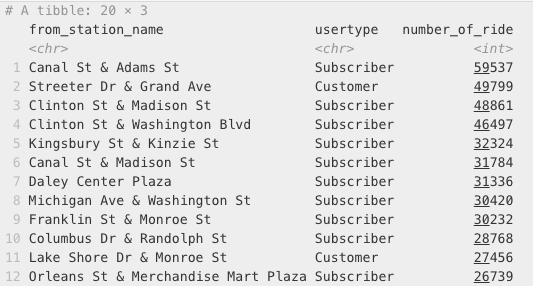 # A tibble: 20 × 3
from_station_name usertype number_of_ride
<chr> <chr> <int>
1 Canal St & Adams St Subscriber 59537
2 Streeter Dr & Grand Ave Customer 49799
3 Clinton St & Madison St Subscriber 48861
4 Clinton St & Washington Blvd Subscriber 46497
5 Kingsbury St & Kinzie St Subscriber 32324
6 Canal St & Madison St Subscriber 31784
7 Daley Center Plaza Subscriber 31336
8 Michigan Ave & Washington St Subscriber 30420
9 Franklin St & Monroe St Subscriber 30232
10 Columbus Dr & Randolph St Subscriber 28768
11 Lake Shore Dr & Monroe St Customer 27456
12 Orleans St & Merchandise Mart Plaza Subscriber 26739